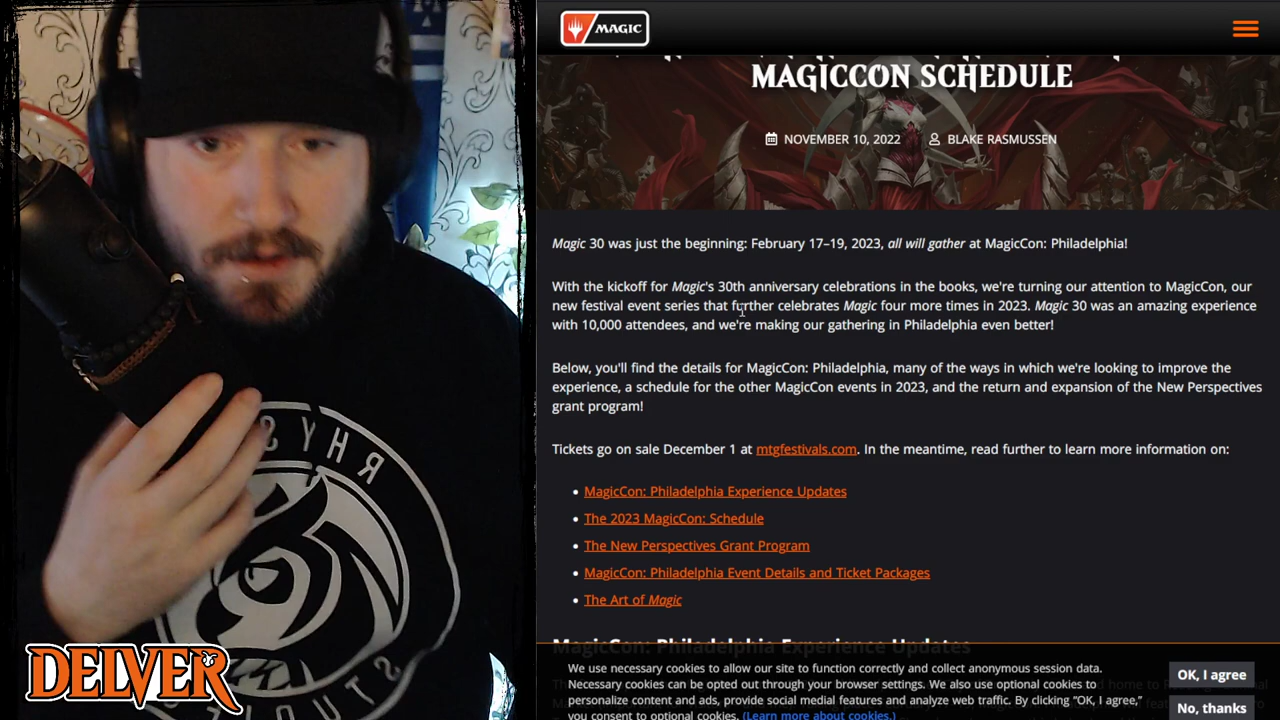 RHYS
STUDIOS
DELVER
MAGIC
MAGICCON SCHEDULE
NOVEMBER 10, 2022 BLAKE RASMUSSEN
Magic 30 was just the beginning: February 17–19, 2023, all will gather at MagicCon: Philadelphia!
With the kickoff for Magic's 30th anniversary celebrations in the books, we're turning our attention to MagicCon, our
new festival event series that further celebrates Magic four more times in 2023. Magic 30 was an amazing experience
with 10,000 attendees, and we're making our gathering in Philadelphia even better!
Below, you'll find the details for MagicCon: Philadelphia, many of the ways in which we're looking to improve the
experience, a schedule for the other MagicCon events in 2023, and the return and expansion of the New Perspectives
grant program!
Tickets go on sale December 1 at mtgfestivals.com. In the meantime, read further to learn more information on:
• MagicCon: Philadelphia Experience Updates
• The 2023 MagicCon: Schedule
• The New Perspectives Grant Program
• MagicCon: Philadelphia Event Details and Ticket Packages
• The Art of Magic
MagicCon: Philadelphia Experience Updates
We use necessary cookies to allow our site to function correctly and collect anonymous session data.
Necessary cookies can be opted out through your browser settings. We also use optional cookies to
personalize content and ads, provide social medial features and analyze web traffic. By clicking “OK, I agree,”
you consent to optional cookies. (Learn more about cookies.)
OK, I agree
No, thanks